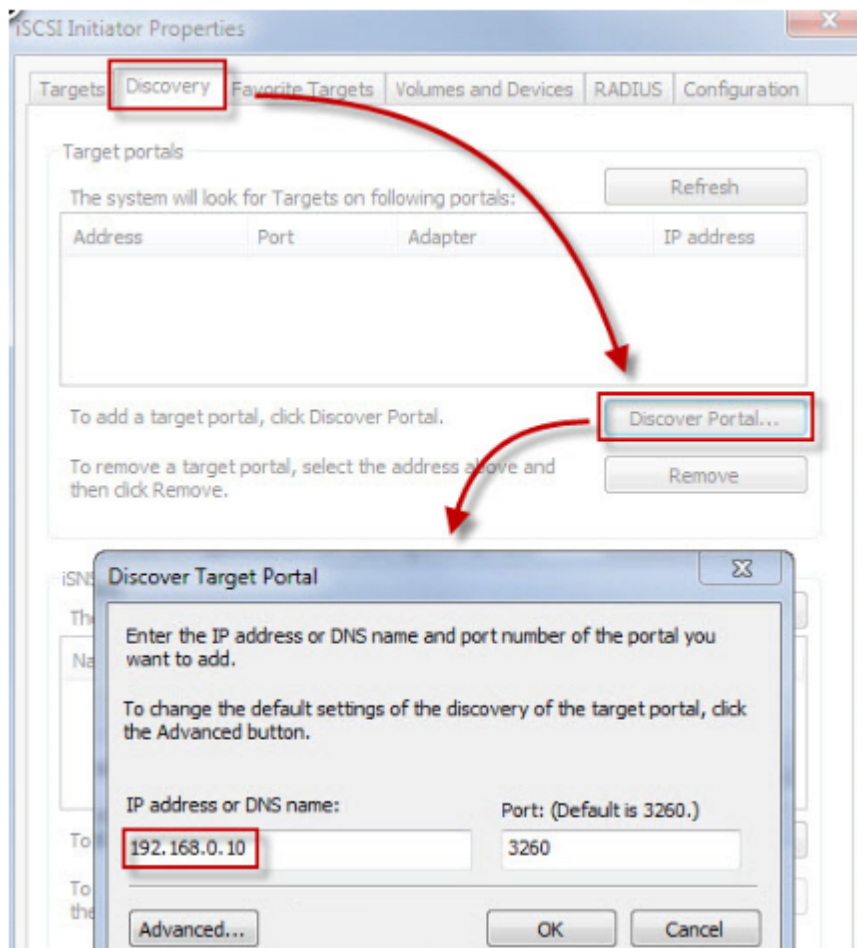 iSCSI Initiator Properties
Targets Discovery Favorite Targets Volumes and Devices RADIUS Configuration
Target portals
The system will look for Targets on following portals:
Refresh
Address Port Adapter IP address
To add a target portal, click Discover Portal.
Discover Portal...
To remove a target portal, select the address above and
then click Remove.
Remove
Discover Target Portal
Enter the IP address or DNS name and port number of the portal you
want to add.
To change the default settings of the discovery of the target portal, click
the Advanced button.
IP address or DNS name: Port: (Default is 3260.)
192.168.0.10 3260
To
To
the
Advanced... OK Cancel